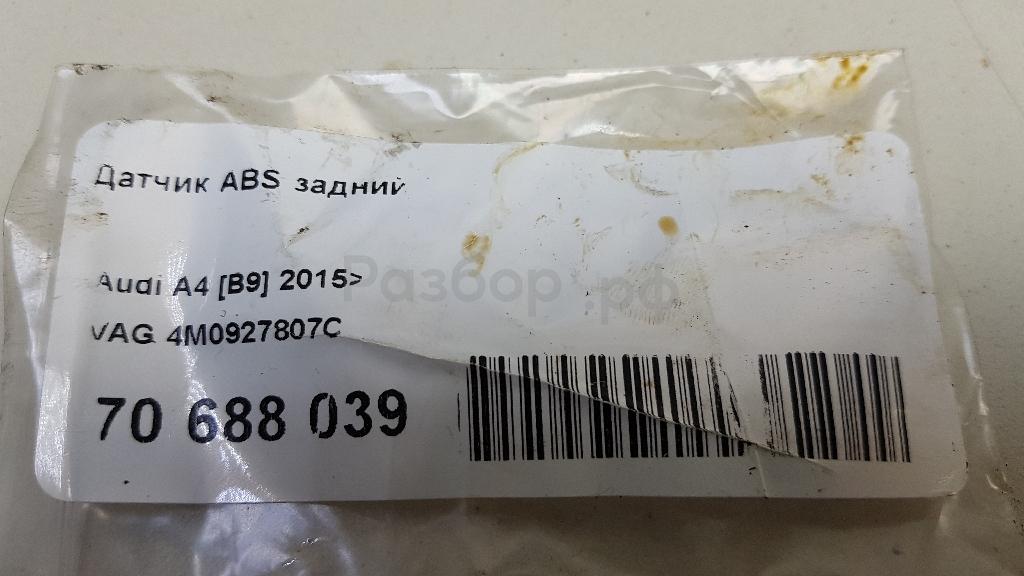 Датчик ABS задний
Audi A4 [B9] 2015>
Разбор.рф
VAG 4M0927807C
70 688 039